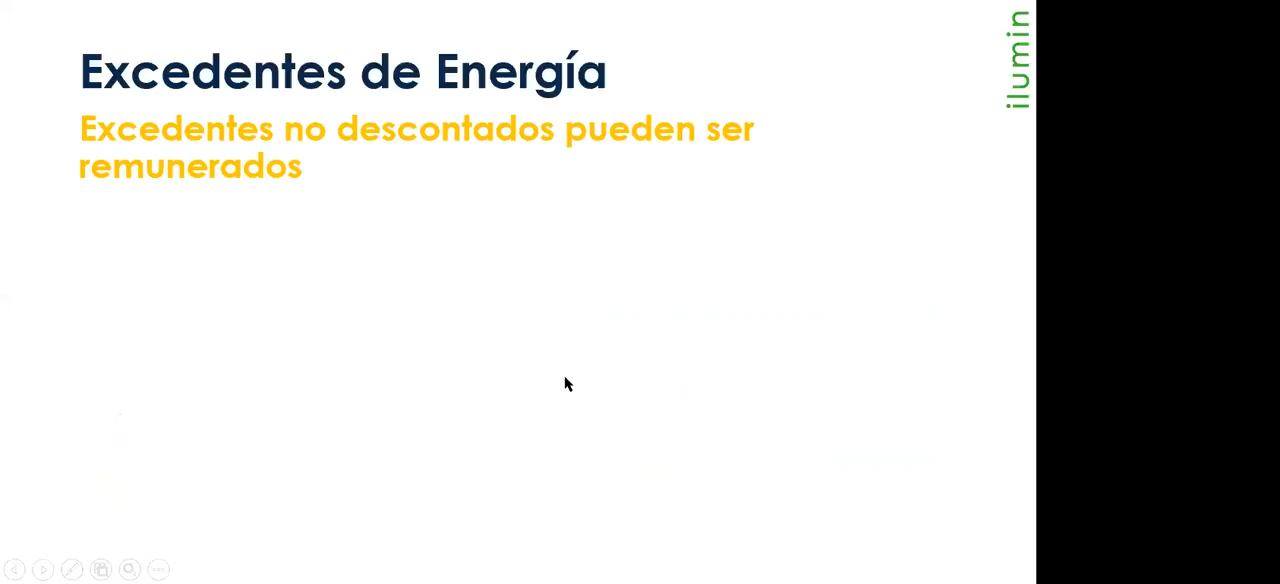 Excedentes de Energía
Excedentes no descontados pueden ser
remunerados
ilumin